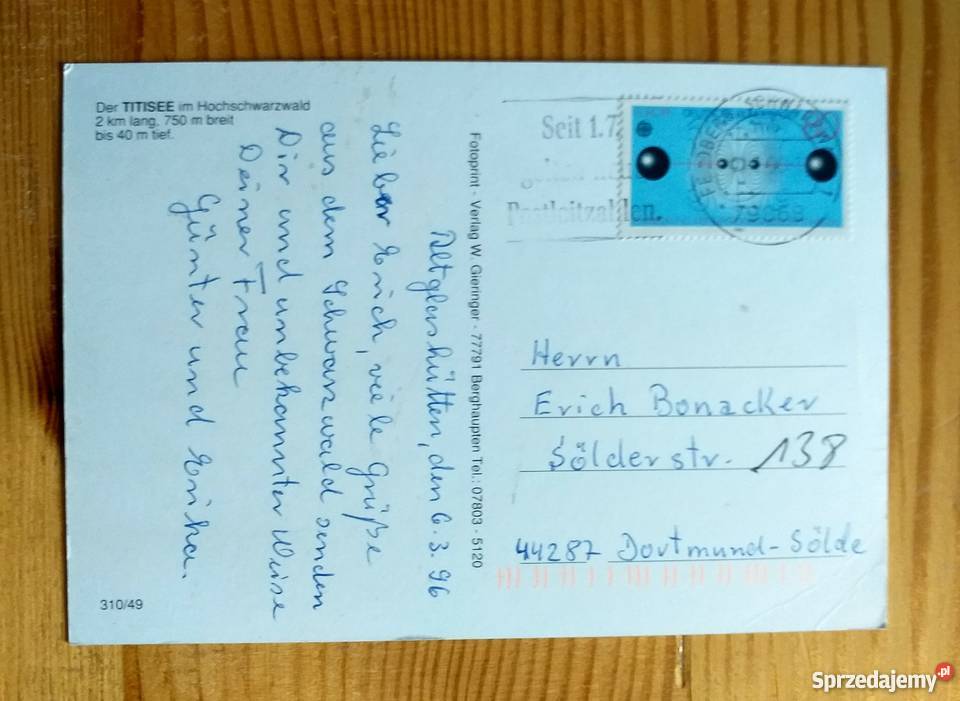 Der TITISEE im Hochschwarzwald
2 km lang, 750 m breit
bis 40 m tief.
Altglashütten, den 6.3.96
Lieber Erich, viele Grüße
aus dem Schwarzwald senden
Dir und unbekannter Weise
Deiner Frau
Günter und Erika.
310/49
Fotoprint - Verlag W. Gieringer - 77791 Berghaupten Tel.: 07803 - 5120
Seit 1.7.
Postleitzahlen.
79868
Herrn
Erich Bonacker
Sölderstr. 138
44287 Dortmund-Sölde
Sprzedajemy.pl